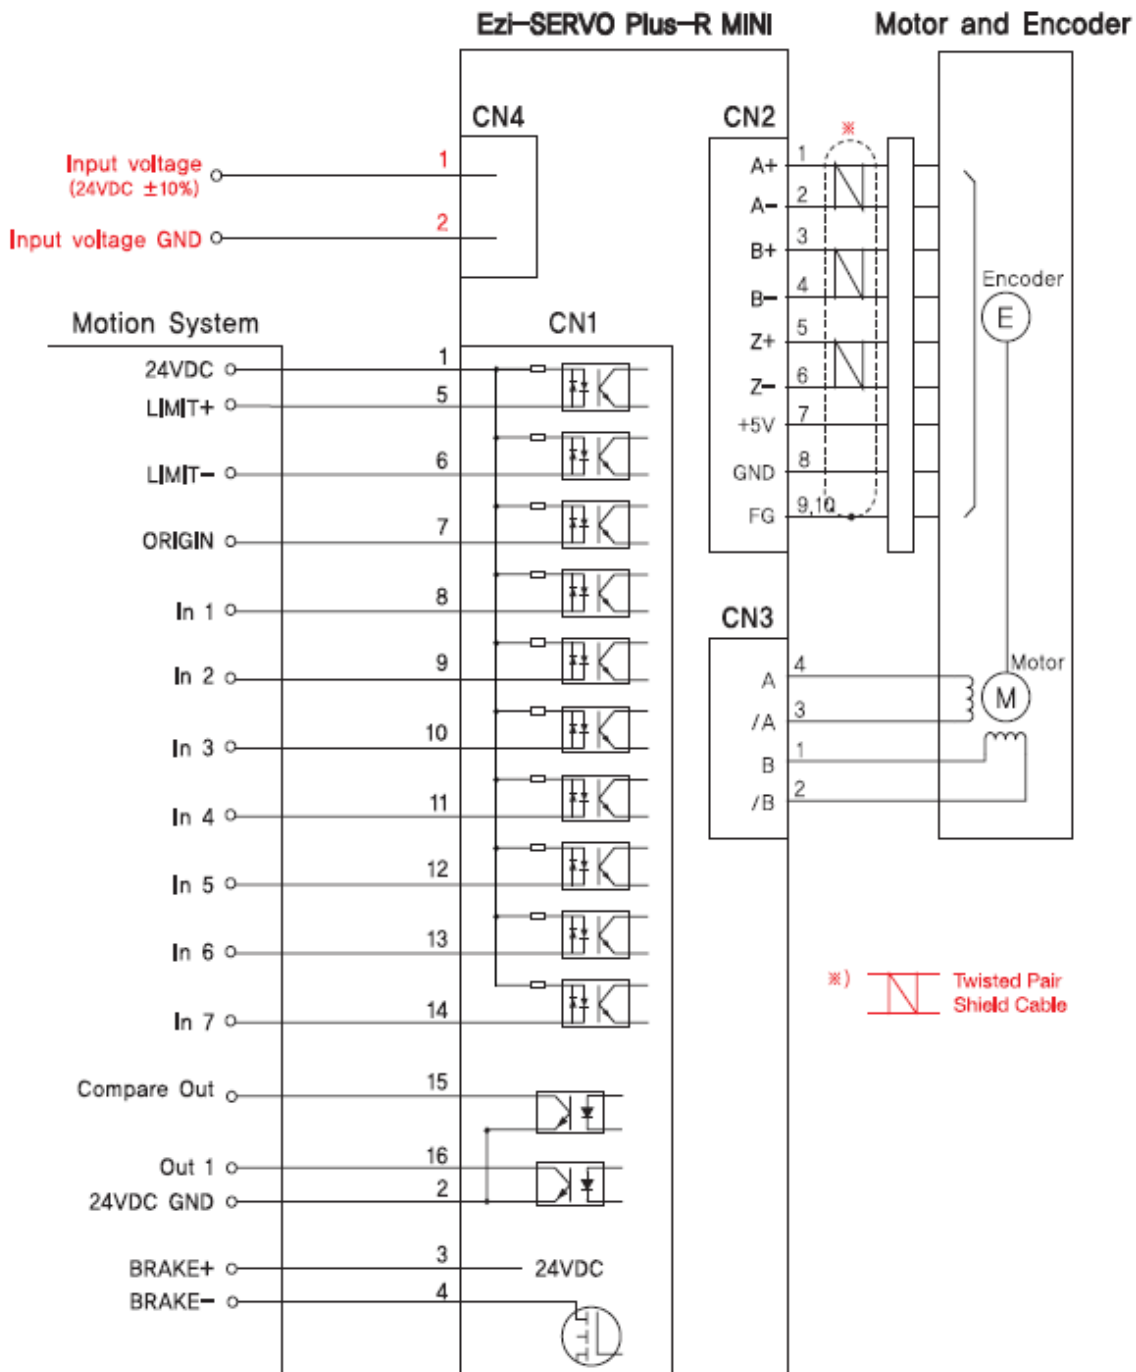 Ezi-SERVO Plus-R MINI
Motor and Encoder
CN4
Input voltage
(24VDC ±10%)
1
Input voltage GND
2
CN2
※
A+ 1
A- 2
B+ 3
B- 4
Z+ 5
Z- 6
+5V 7
GND 8
FG 9,10
Encoder
E
Motion System
CN1
24VDC 1
LIMIT+ 5
LIMIT- 6
ORIGIN 7
In 1 8
In 2 9
In 3 10
In 4 11
In 5 12
In 6 13
In 7 14
Compare Out 15
Out 1 16
24VDC GND 2
BRAKE+ 3 24VDC
BRAKE- 4
CN3
A 4
/A 3
B 1
/B 2
Motor
M
※)
Twisted Pair
Shield Cable